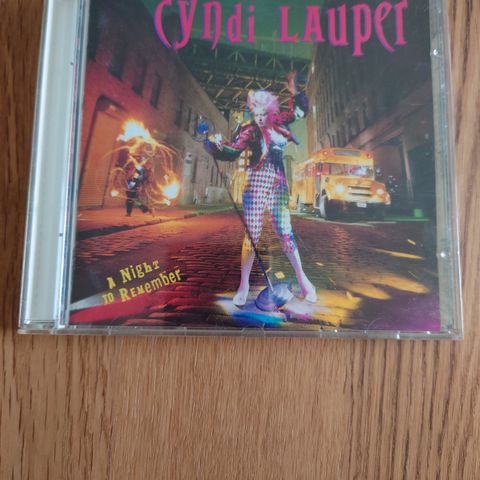 cyndi LAUPER
A Night
TO REMEMBER